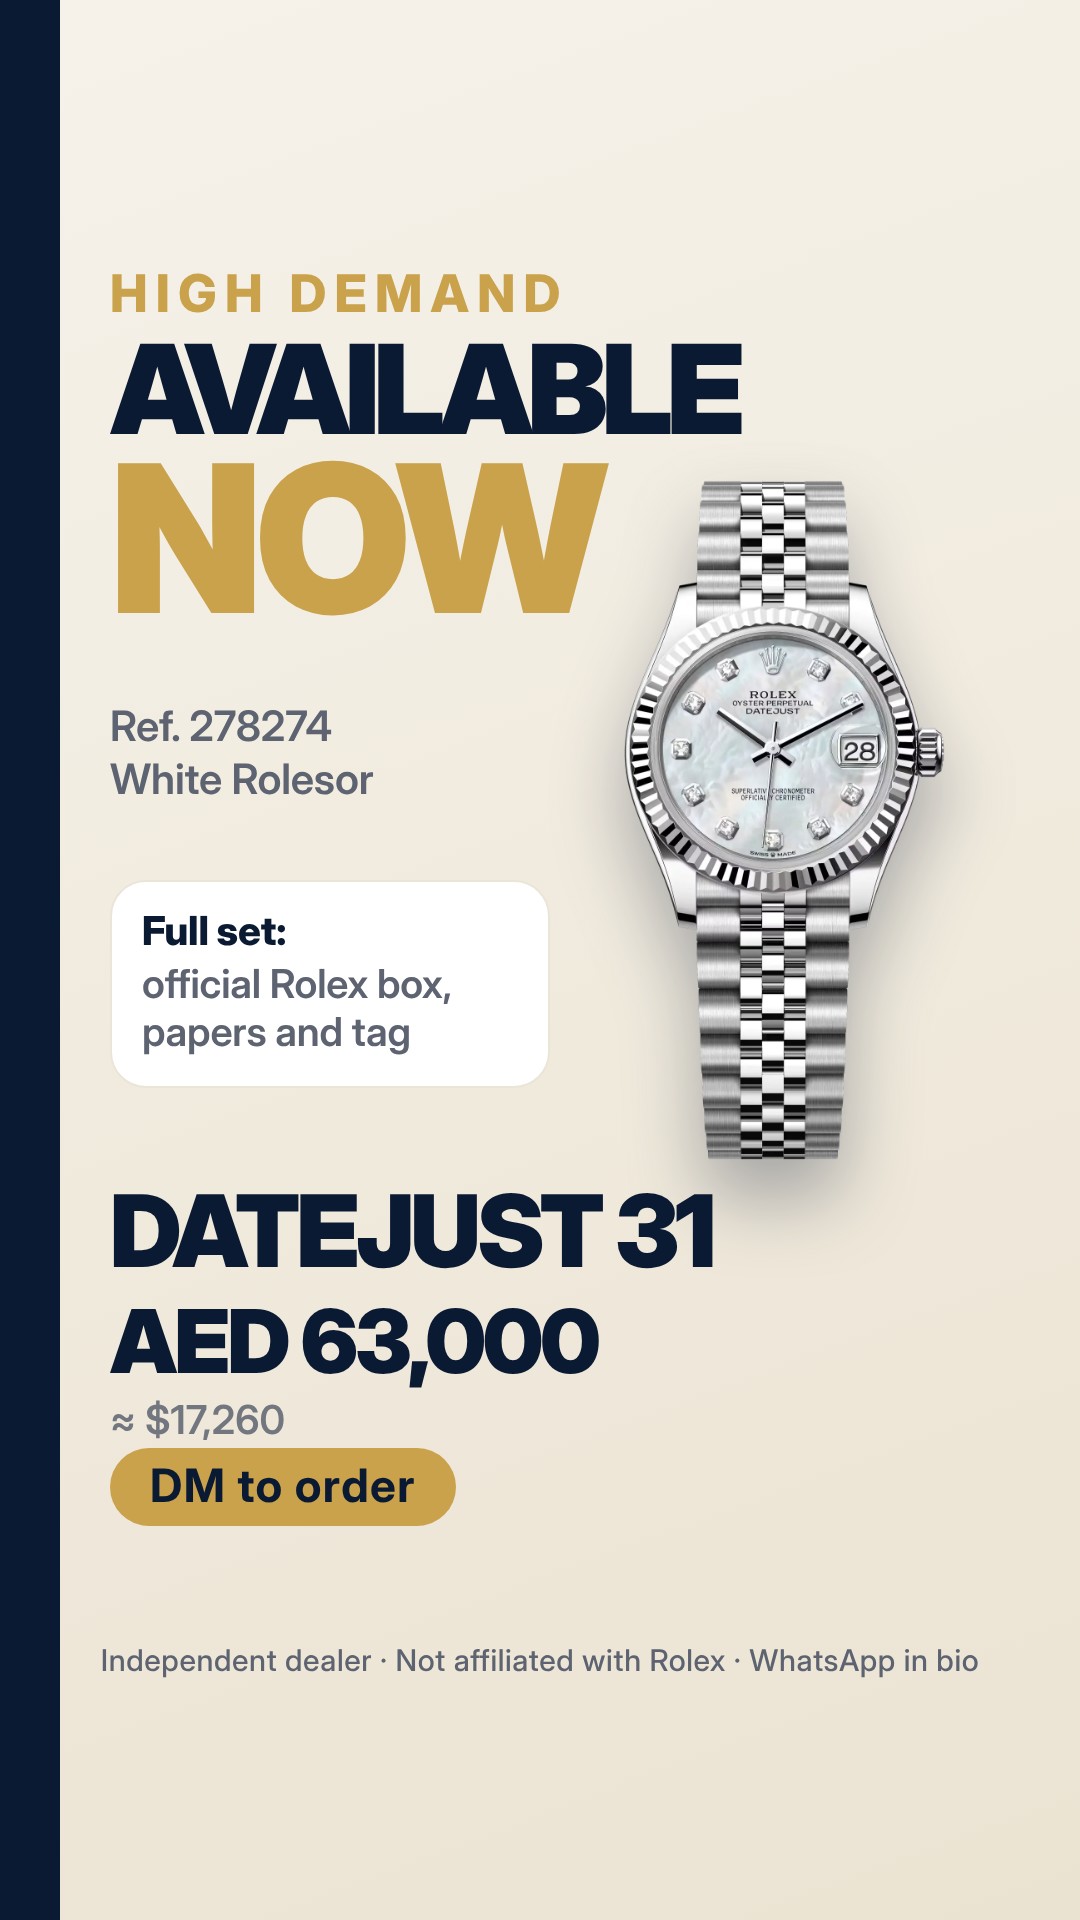 HIGH DEMAND
AVAILABLE
NOW
ROLEX
OYSTER PERPETUAL
DATEJUST
28
SUPERLATIVE CHRONOMETER
OFFICIALLY CERTIFIED
SWISS MADE
Ref. 278274
White Rolesor
Full set:
official Rolex box,
papers and tag
DATEJUST 31
AED 63,000
≈ $17,260
DM to order
Independent dealer · Not affiliated with Rolex · WhatsApp in bio